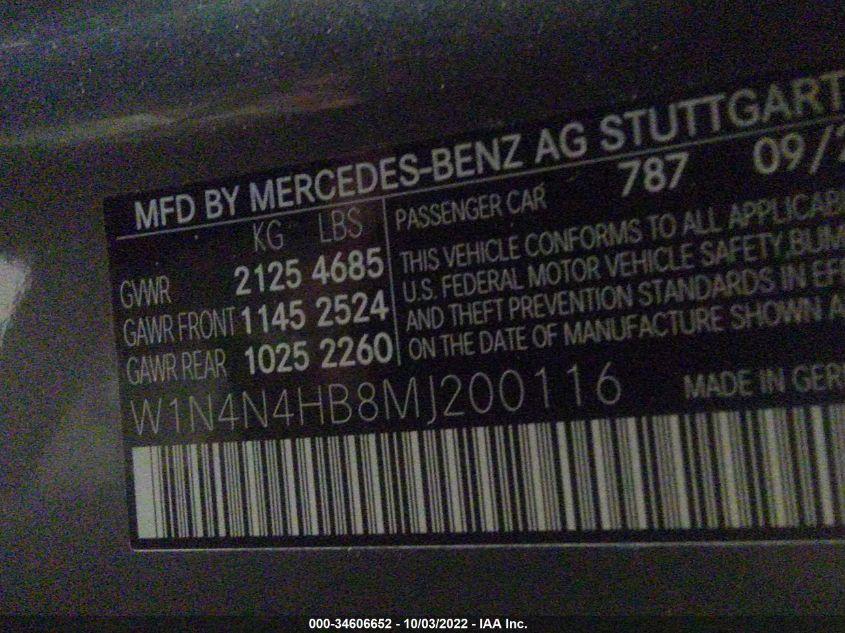 MFD BY MERCEDES-BENZ AG STUTTGART
KG LBS PASSENGER CAR 787 09/
GVWR 2125 4685
GAWR FRONT 1145 2524
GAWR REAR 1025 2260
THIS VEHICLE CONFORMS TO ALL
U.S. FEDERAL MOTOR VEHICLE SAFETY,
AND THEFT PREVENTION STANDARDS IN
ON THE DATE OF MANUFACTURE SHOWN
W1N4N4HB8MJ200116 MADE IN
000-34606652 - 10/03/2022 - IAA Inc.